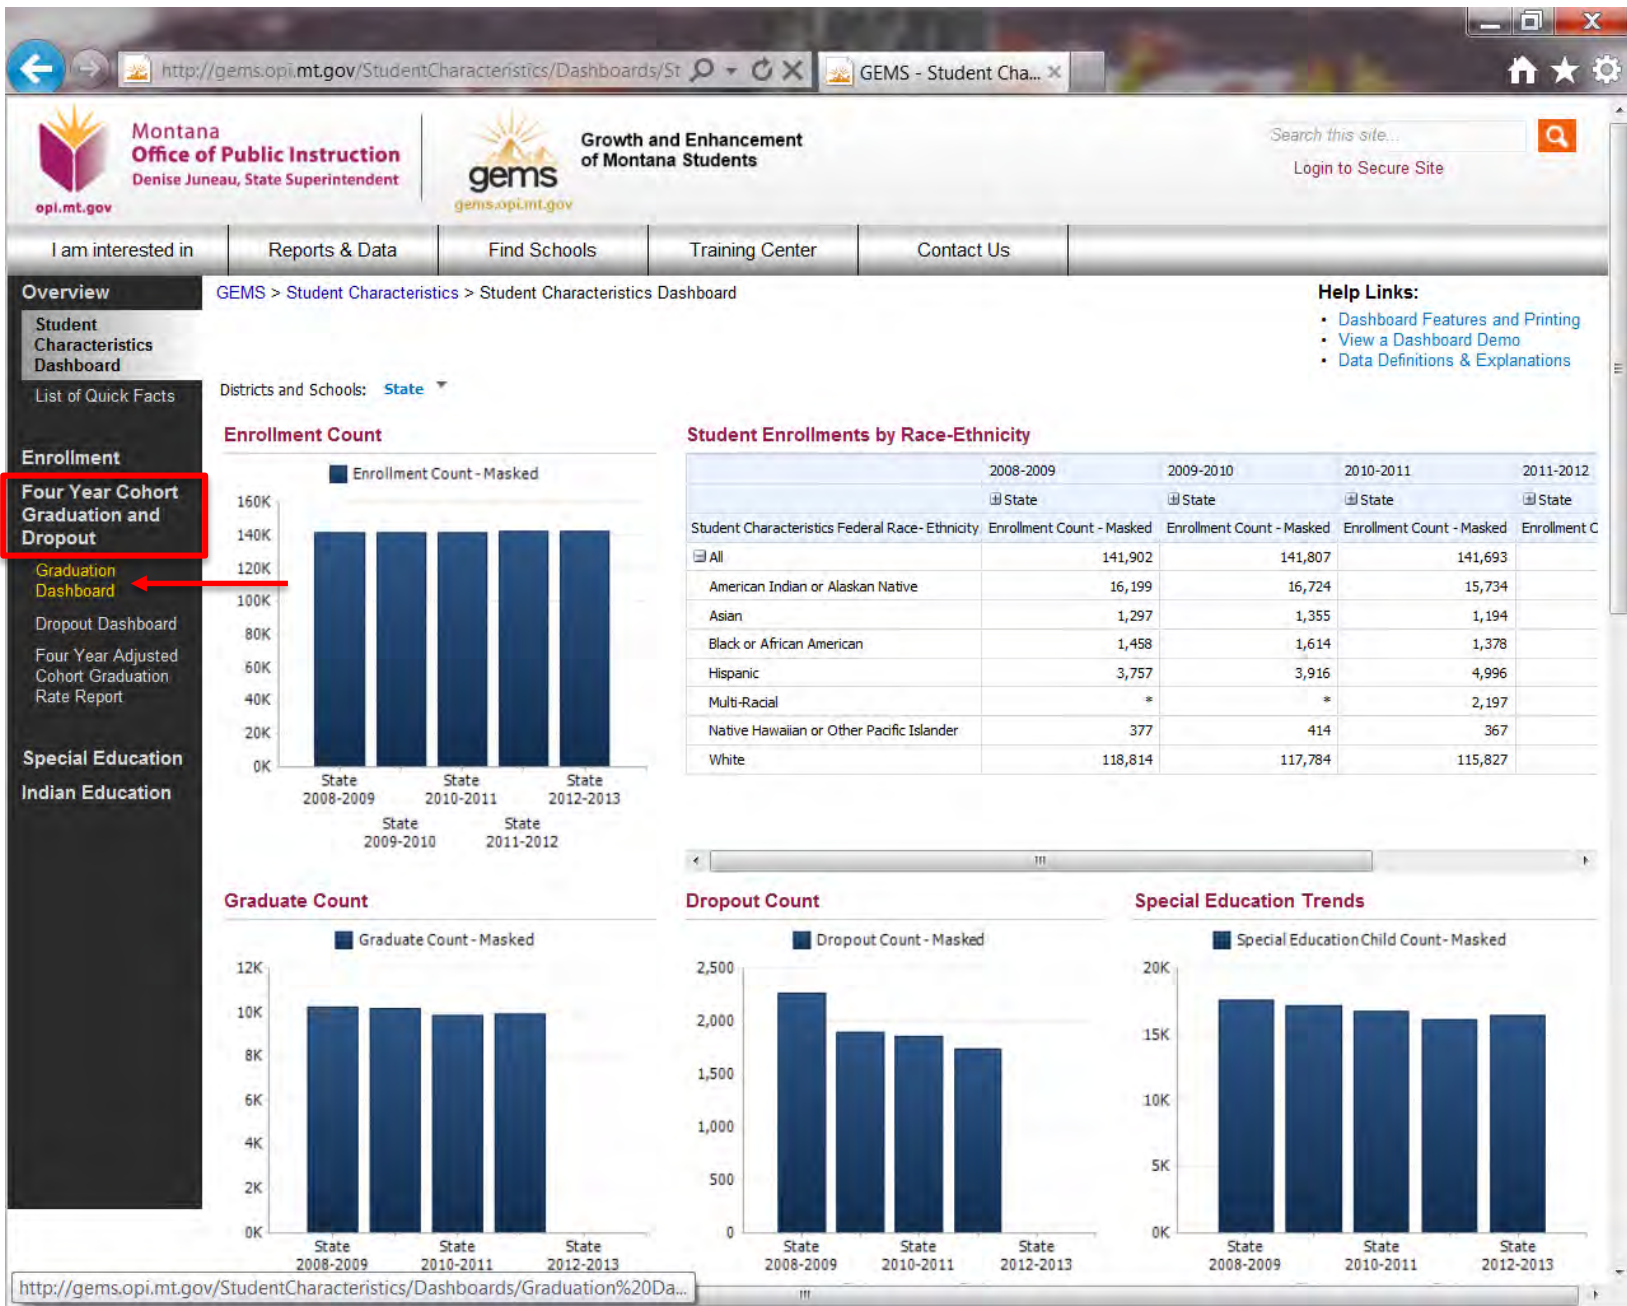 http://gems.opi.mt.gov/StudentCharacteristics/Dashboards/St
GEMS - Student Cha...
Montana
Office of Public Instruction
Denise Juneau, State Superintendent
opi.mt.gov
gems
gems.opi.mt.gov
Growth and Enhancement
of Montana Students
Search this site...
Login to Secure Site
I am interested in
Reports & Data
Find Schools
Training Center
Contact Us
Overview
Student
Characteristics
Dashboard
List of Quick Facts
Enrollment
Four Year Cohort
Graduation and
Dropout
Graduation
Dashboard
Dropout Dashboard
Four Year Adjusted
Cohort Graduation
Rate Report
Special Education
Indian Education
GEMS > Student Characteristics > Student Characteristics Dashboard
Help Links:
• Dashboard Features and Printing
• View a Dashboard Demo
• Data Definitions & Explanations
Districts and Schools: State
Enrollment Count
Enrollment Count - Masked
160K
140K
120K
100K
80K
60K
40K
20K
0K
State State State
2008-2009 2010-2011 2012-2013
State State
2009-2010 2011-2012
Student Enrollments by Race-Ethnicity
2008-2009 2009-2010 2010-2011 2011-2012
State State State State
Student Characteristics Federal Race- Ethnicity Enrollment Count - Masked Enrollment Count - Masked Enrollment Count - Masked Enrollment C
All 141,902 141,807 141,693
American Indian or Alaskan Native 16,199 16,724 15,734
Asian 1,297 1,355 1,194
Black or African American 1,458 1,614 1,378
Hispanic 3,757 3,916 4,996
Multi-Racial * * 2,197
Native Hawaiian or Other Pacific Islander 377 414 367
White 118,814 117,784 115,827
Graduate Count
Graduate Count - Masked
12K
10K
8K
6K
4K
2K
0K
State State State
2008-2009 2010-2011 2012-2013
Dropout Count
Dropout Count - Masked
2,500
2,000
1,500
1,000
500
0
State State State
2008-2009 2010-2011 2012-2013
Special Education Trends
Special Education Child Count - Masked
20K
15K
10K
5K
0K
State State State
2008-2009 2010-2011 2012-2013
http://gems.opi.mt.gov/StudentCharacteristics/Dashboards/Graduation%20Da...